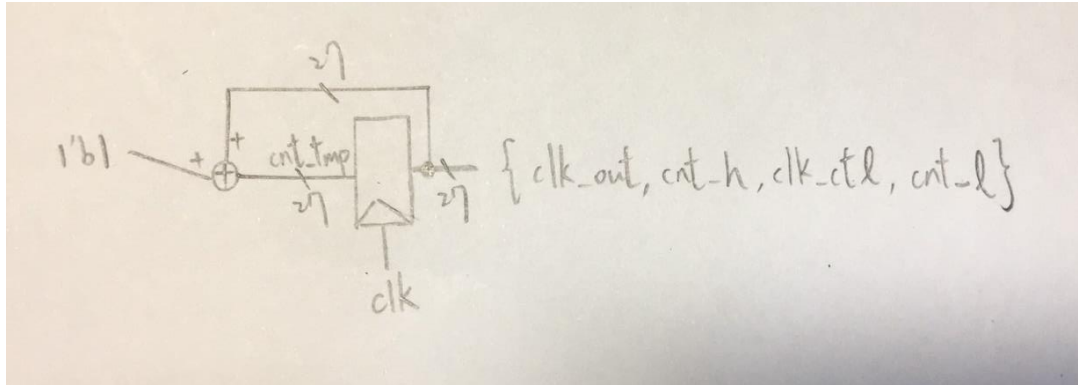 27
1'b1
+
+
cnt_tmp
27
27
{clk_out, cnt_h, clk_ctl, cnt_l}
clk